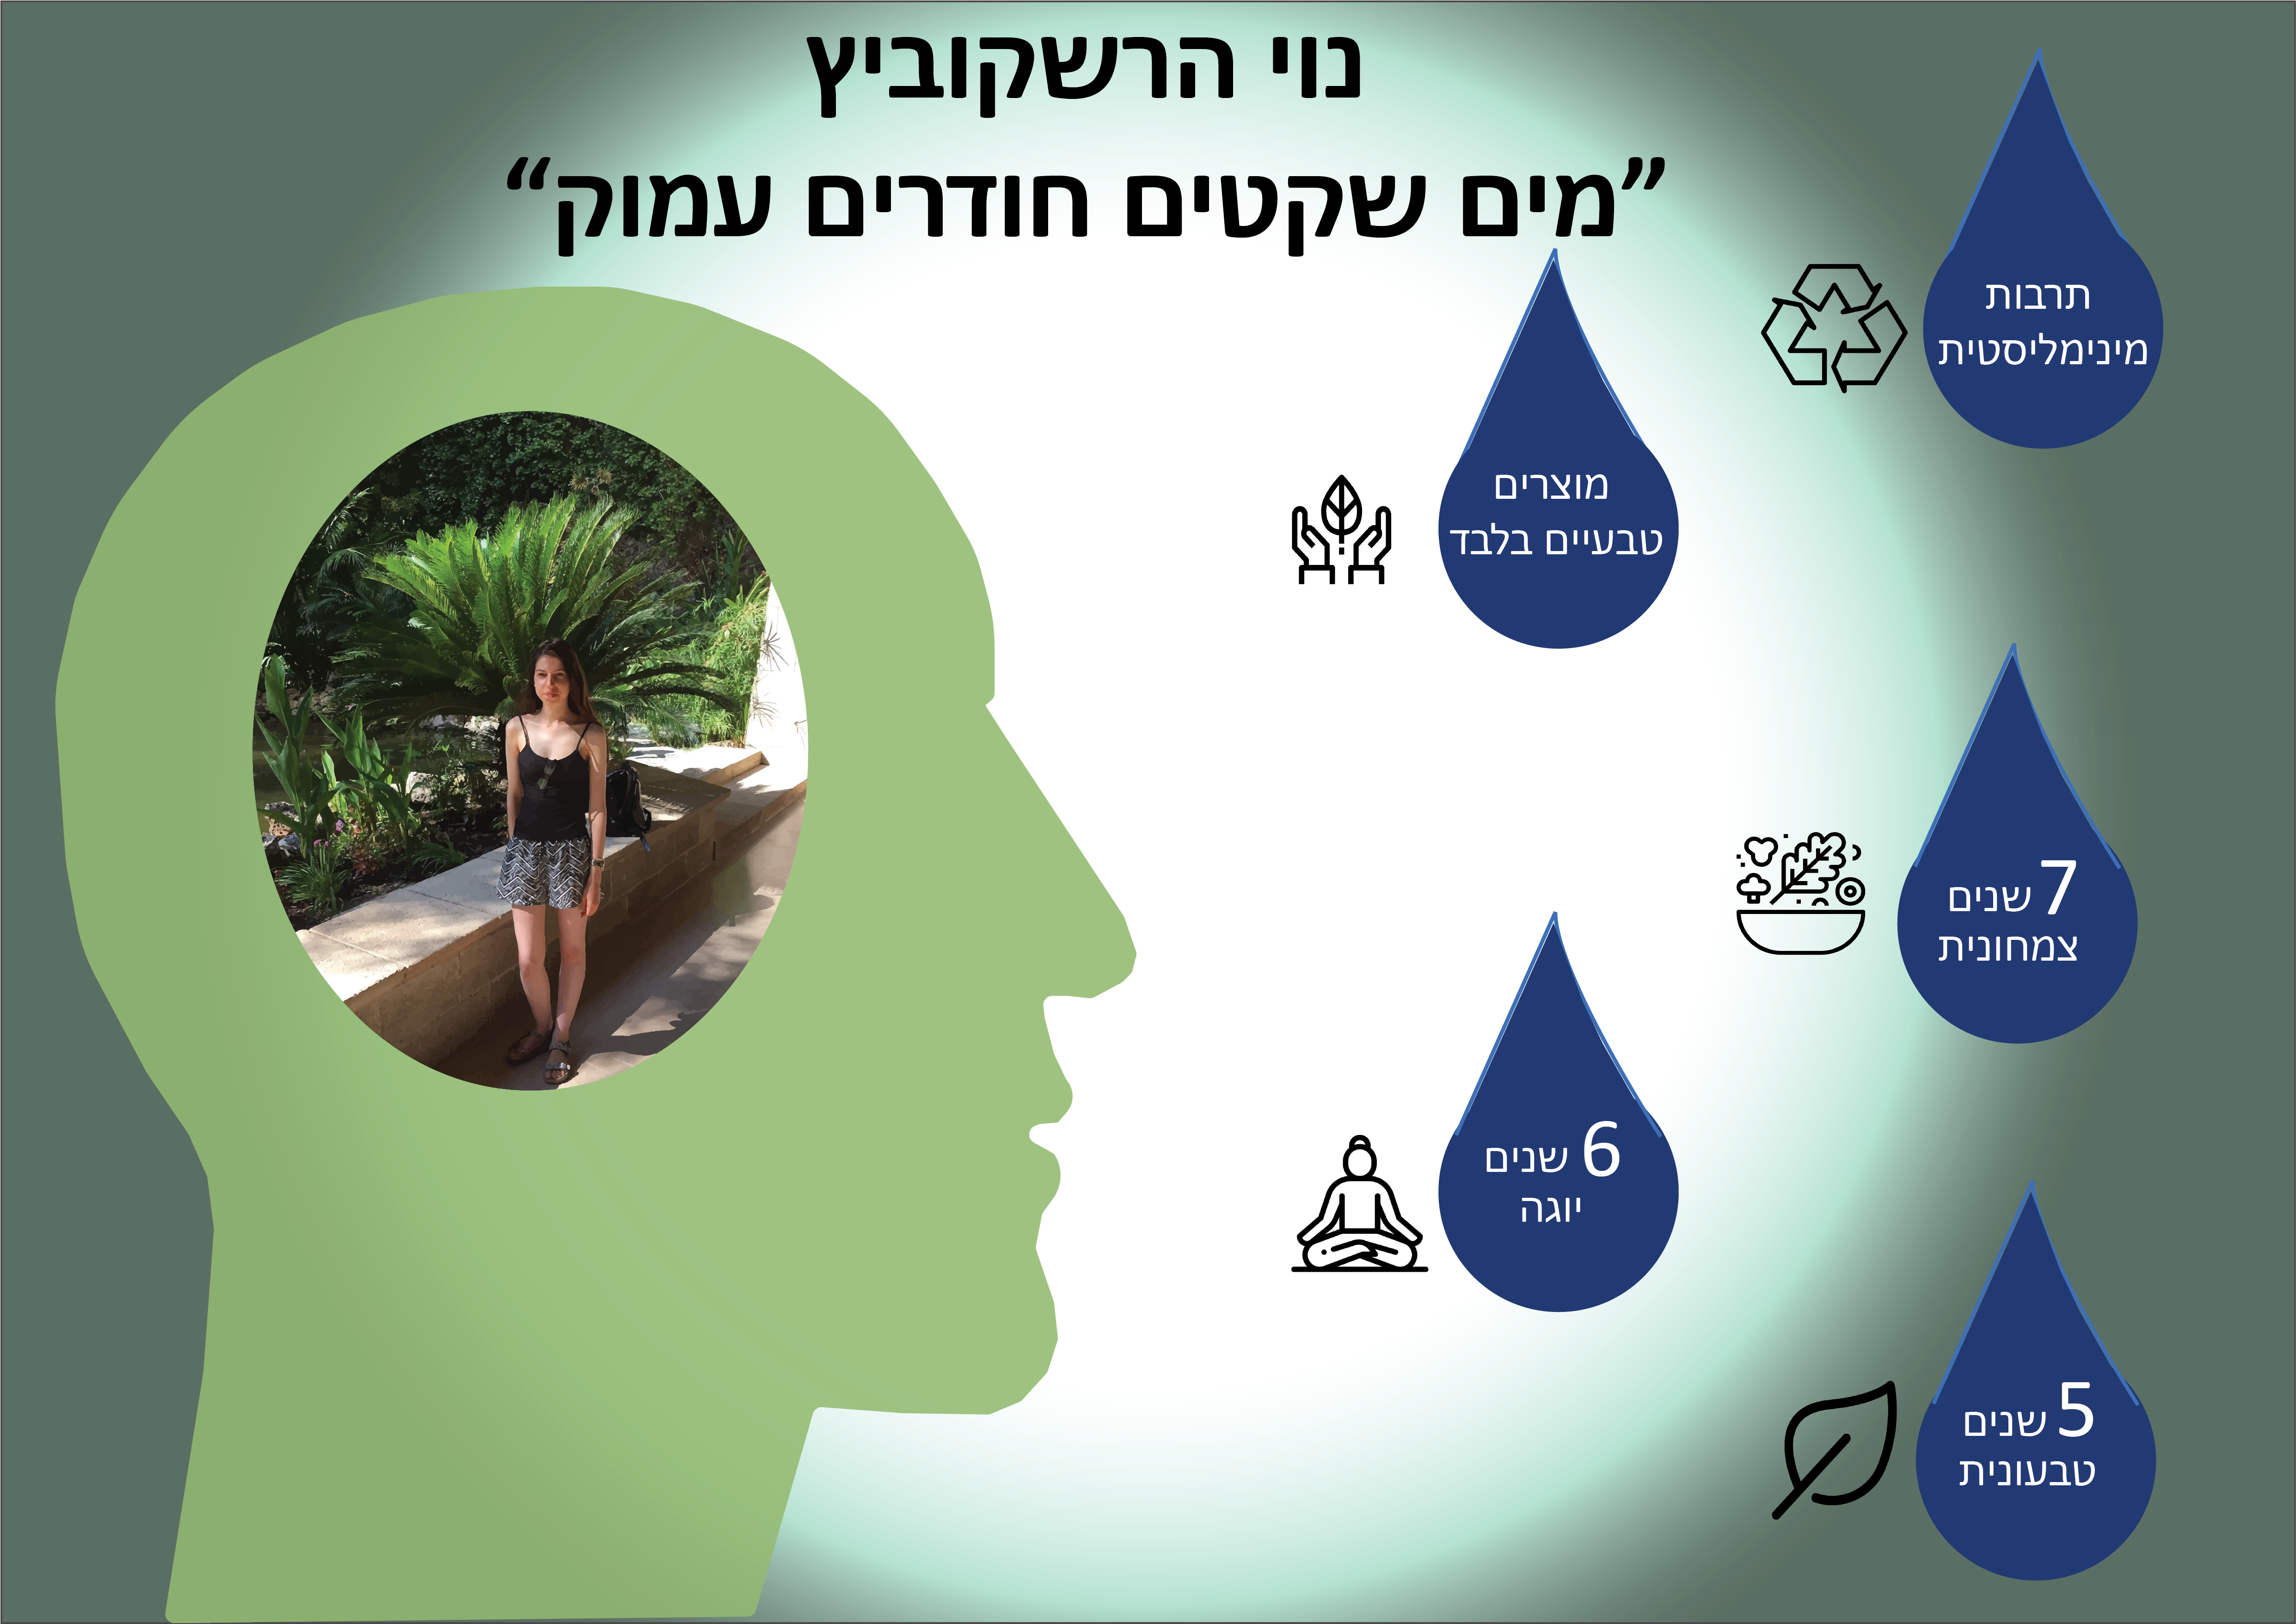 נוי הרשקוביץ
”מים שקטים חודרים עמוק“
תרבות
מינימליסטית
מוצרים
טבעיים בלבד
7 שנים
צמחונית
6 שנים
יוגה
5 שנים
טבעונית